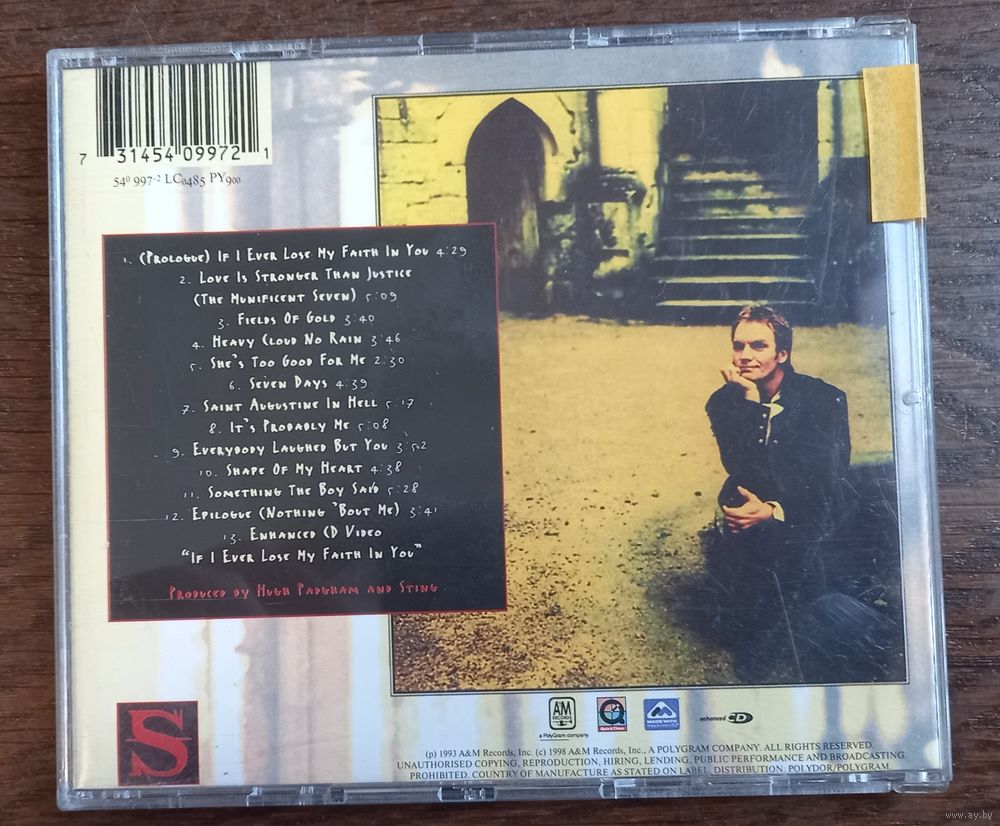 7 31454 09972 1
540 997-2 LC0485 PY900
1. (Prologue) If I Ever Lose My Faith In You 4:29
2. Love Is Stronger Than Justice
(The Munificent Seven) 5:09
3. Fields Of Gold 3:40
4. Heavy Cloud No Rain 3:46
5. She's Too Good For Me 2:30
6. Seven Days 4:39
7. Saint Augustine In Hell 5:17
8. It's Probably Me 5:08
9. Everybody Laughed But You 3:52
10. Shape Of My Heart 4:38
11. Something The Boy Said 5:28
12. Epilogue (Nothing 'Bout Me) 3:41
13. Enhanced CD Video
"If I Ever Lose My Faith In You"
Produced by Hugh Padgham and Sting
S
AM
RECORDS
a PolyGram company
QuickTime
MADE WITH
enhanced CD
(p) 1993 A&M Records, Inc. (c) 1998 A&M Records, Inc., A POLYGRAM COMPANY. ALL RIGHTS RESERVED.
UNAUTHORISED COPYING, REPRODUCTION, HIRING, LENDING, PUBLIC PERFORMANCE AND BROADCASTING
PROHIBITED. COUNTRY OF MANUFACTURE AS STATED ON LABEL. DISTRIBUTION: POLYDOR/POLYGRAM.
www.ay.by